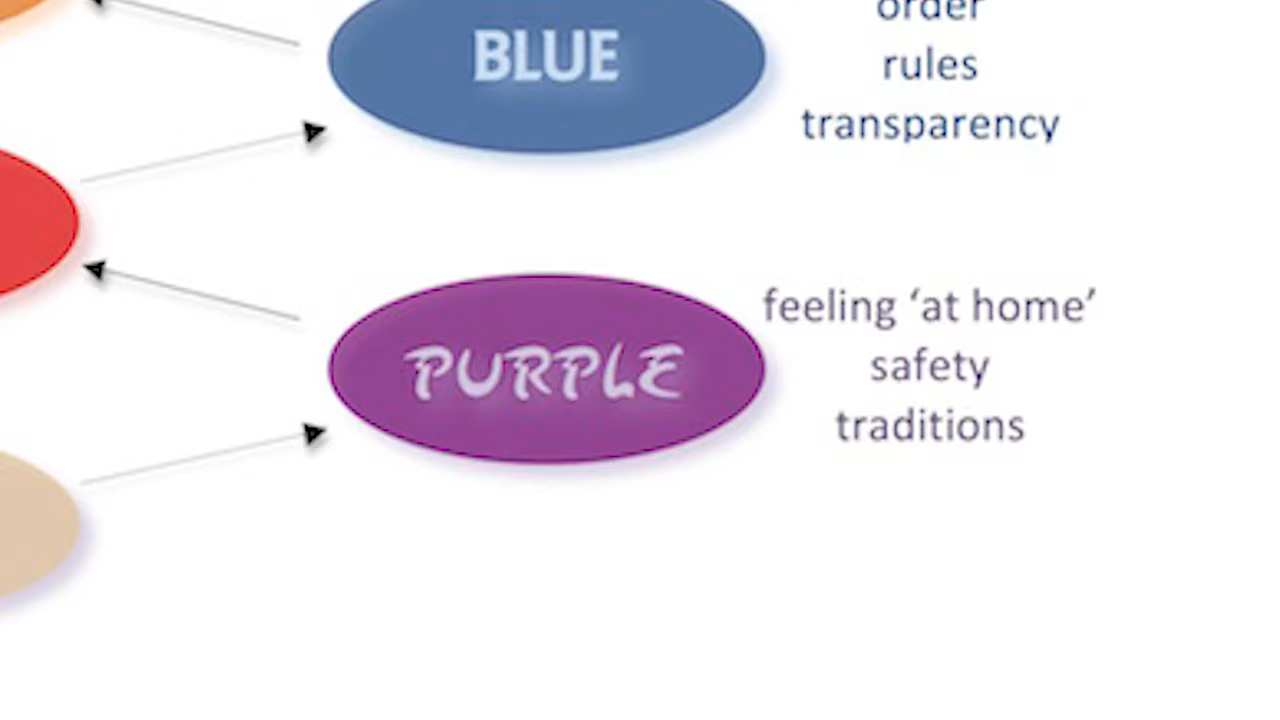 order
BLUE
rules
transparency
feeling ‘at home’
PURPLE
safety
traditions